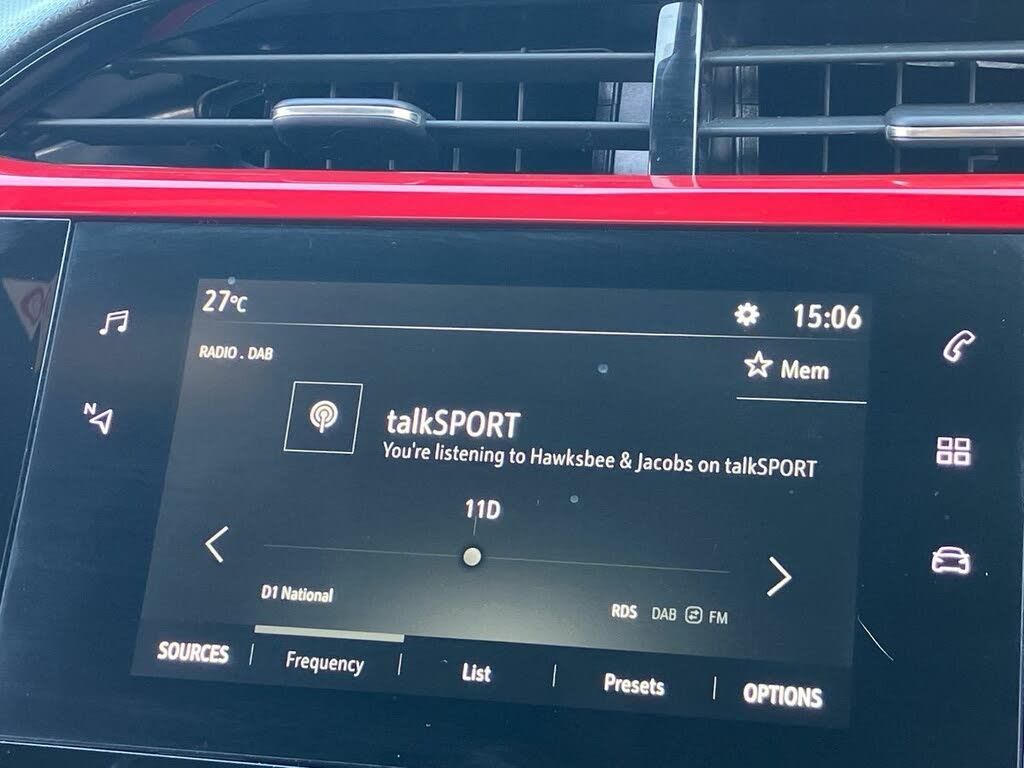 27°C
15:06
RADIO . DAB
Mem
talkSPORT
You're listening to Hawksbee & Jacobs on talkSPORT
11D
N
D1 National
RDS DAB FM
SOURCES | Frequency | List | Presets | OPTIONS